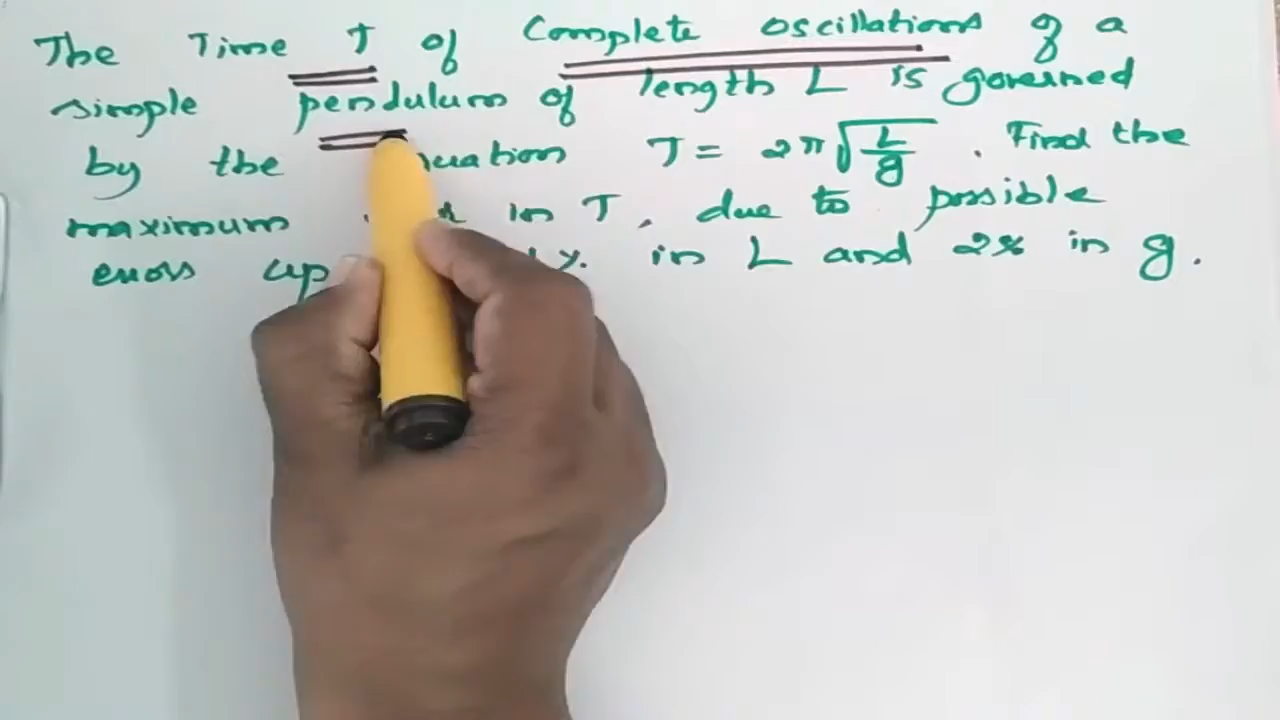 The Time T of Complete oscillations of a
simple pendulum of length L is governed
by the uation T = 2π√(L/g) . Find the
maximum in T, due to possible
errors up 1% in L and 2% in g.